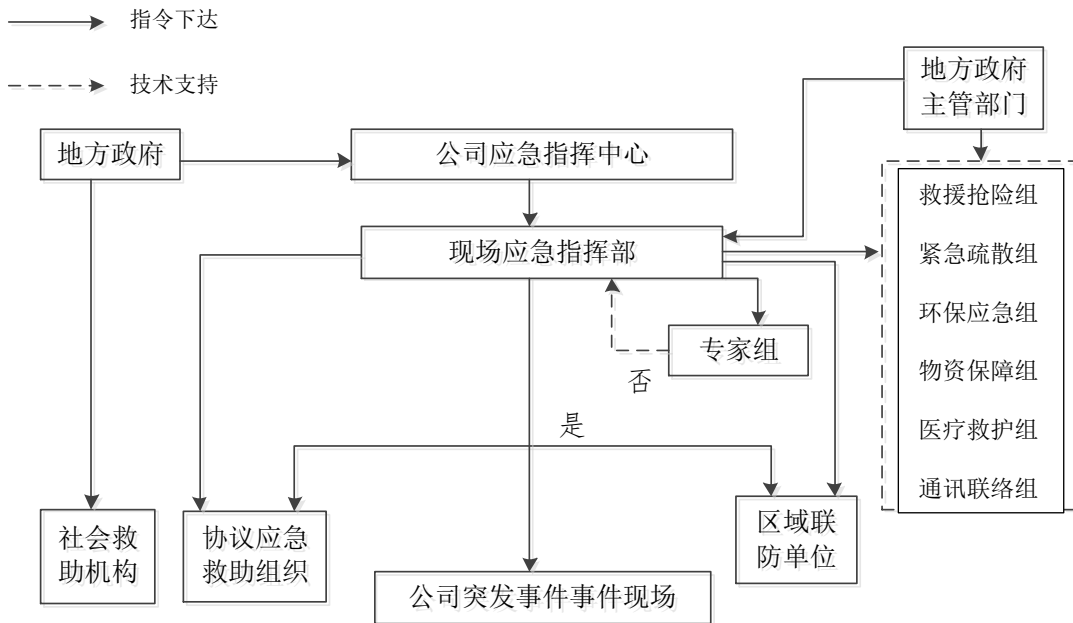 指令下达
技术支持
地方政府
主管部门
地方政府
公司应急指挥中心
救援抢险组
现场应急指挥部
紧急疏散组
环保应急组
专家组
物资保障组
否
是
医疗救护组
通讯联络组
社会救
助机构
协议应急
救助组织
区域联
防单位
公司突发事件事件现场